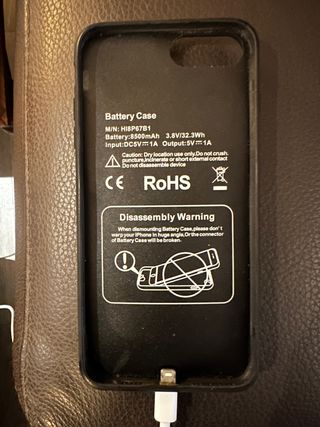 Battery Case
M/N: HI8P67B1
Battery:8500mAh 3.8V/32.3Wh
Input:DC5V⎓1A Output:5V⎓1A
Caution: Dry location use only,Do not crush.
puncture,incinerate or short external contact
Do not disassemble device
CE RoHS
Disassembly Warning
When dismounting Battery Case,please don't
warp your iPhone in huge angle,Or the connector
of Battery Case will be broken.